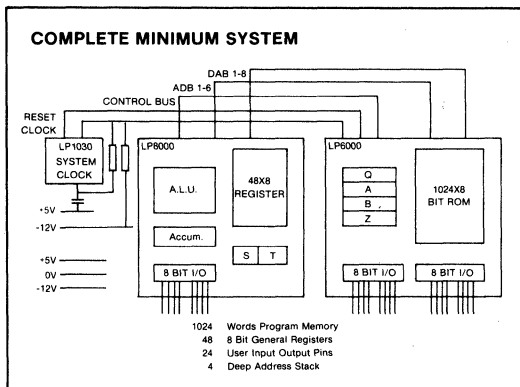 COMPLETE MINIMUM SYSTEM
DAB 1-8
ADB 1-6
CONTROL BUS
RESET
CLOCK
LP1030
SYSTEM
CLOCK
+5V
-12V
+5V
0V
-12V
LP8000
A.L.U.
48X8
REGISTER
Accum.
S T
8 BIT I/O
LP6000
Q
A
B
Z
1024X8
BIT ROM
8 BIT I/O
8 BIT I/O
1024 Words Program Memory
48 8 Bit General Registers
24 User Input Output Pins
4 Deep Address Stack